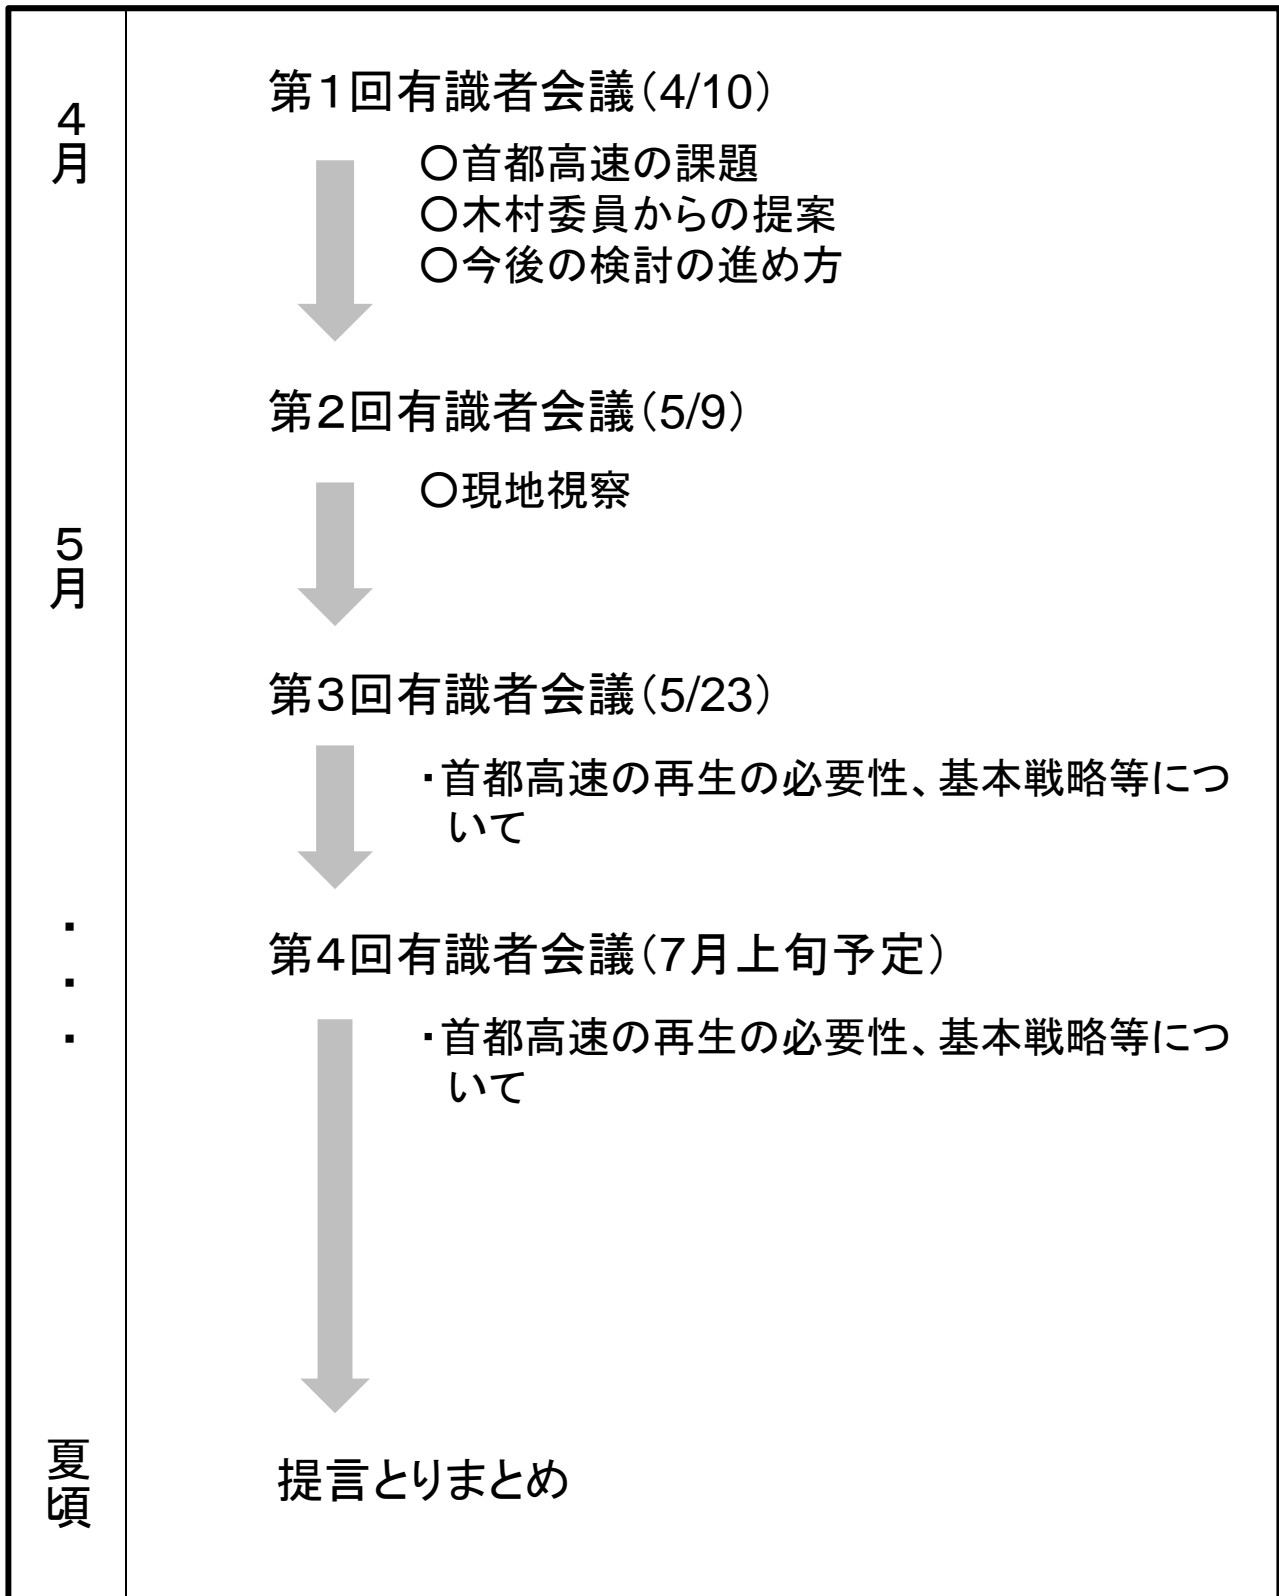 4月
第1回有識者会議(4/10)
〇首都高速の課題
〇木村委員からの提案
〇今後の検討の進め方
第2回有識者会議(5/9)
〇現地視察
5月
第3回有識者会議(5/23)
・首都高速の再生の必要性、基本戦略等につ
いて
・
・
・
第4回有識者会議(7月上旬予定)
・首都高速の再生の必要性、基本戦略等につ
いて
夏頃
提言とりまとめ